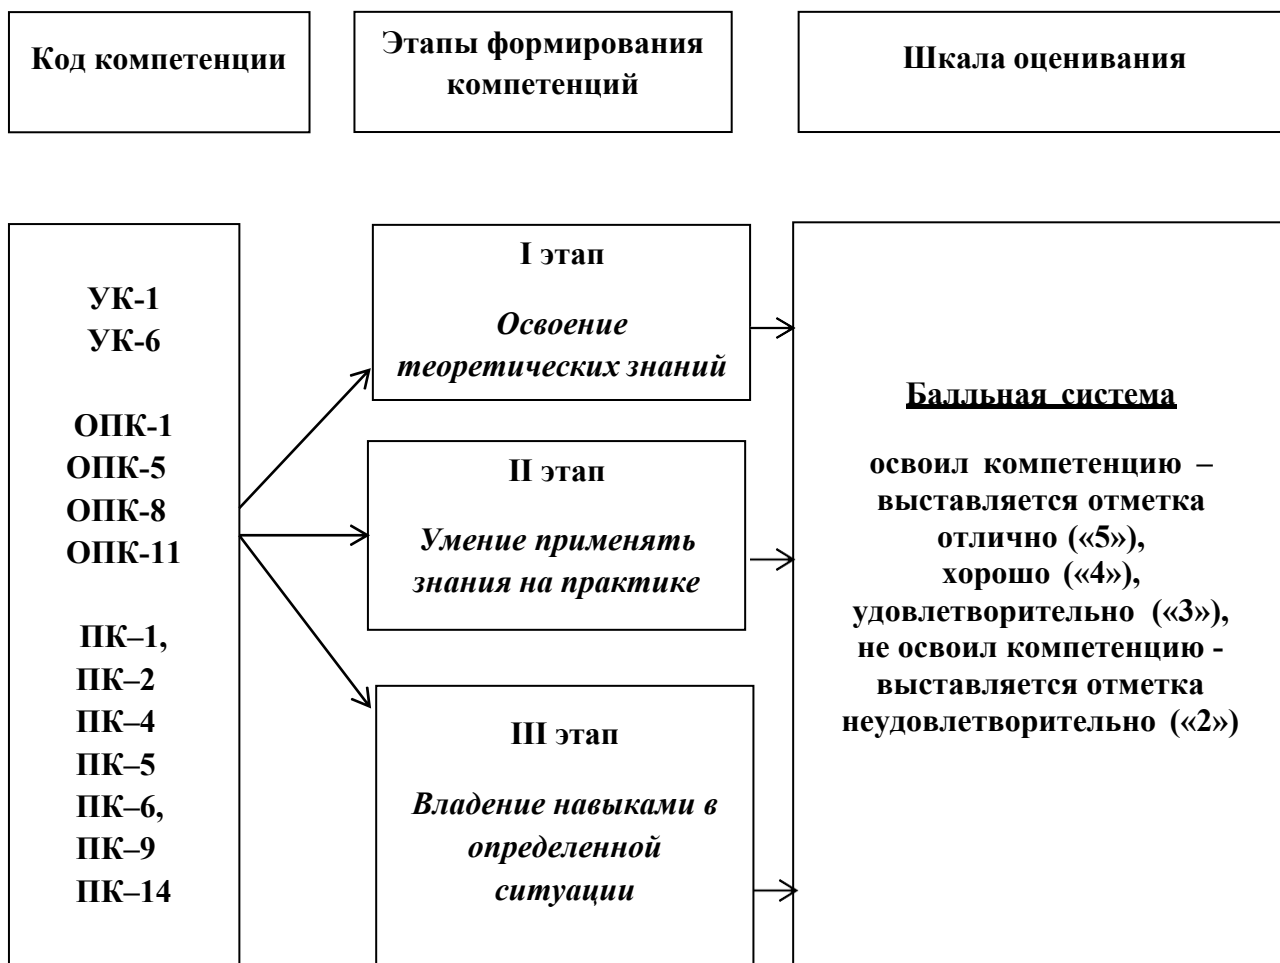 Код компетенции
Этапы формирования
компетенций
Шкала оценивания
УК-1
УК-6
ОПК-1
ОПК-5
ОПК-8
ОПК-11
ПК–1,
ПК–2
ПК–4
ПК–5
ПК–6,
ПК–9
ПК–14
I этап
Освоение
теоретических знаний
II этап
Умение применять
знания на практике
III этап
Владение навыками в
определенной
ситуации
Балльная система
освоил компетенцию –
выставляется отметка
отлично («5»),
хорошо («4»),
удовлетворительно («3»),
не освоил компетенцию -
выставляется отметка
неудовлетворительно («2»)